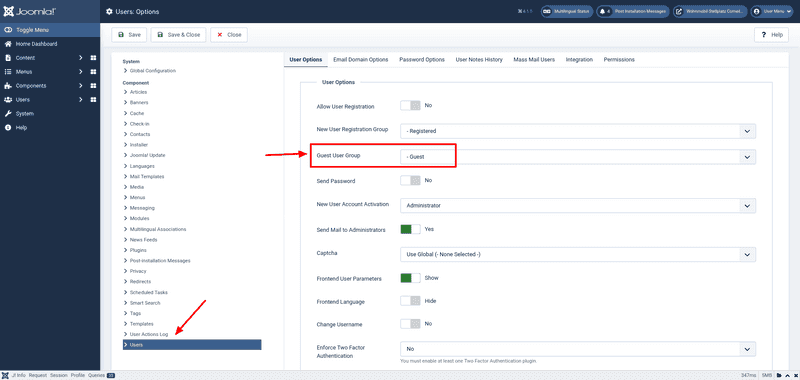 Joomla!
Users: Options
4.1.1
Multilingual Status
4
Post-Installation Messages
User Menu
Toggle Menu
Home Dashboard
Content
Menus
Components
Users
System
Help
Save
Save & Close
Close
Help
System
Global Configuration
Component
Articles
Banners
Cache
Check-in
Contacts
Installer
Joomla Update
Languages
Mail Templates
Media
Menus
Messaging
Modules
Multilingual Associations
News Feeds
Plugins
Post-Installation Messages
Privacy
Redirects
Scheduled Tasks
Smart Search
Tags
Templates
User Actions Log
Users
User Options
Email Domain Options
Password Options
User Notes History
Mass Mail Users
Integration
Permissions
User Options
Allow User Registration
No
New User Registration Group
- Registered
Guest User Group
- Guest
Send Password
No
New User Account Activation
Administrator
Send Mail to Administrators
Yes
Captcha
Use Global (- None Selected -)
Frontend User Parameters
Show
Frontend Language
Hide
Change Username
No
Enforce Two Factor
Authentication
No
You must enable at least one Two Factor Authentication plugin.
J! Info
Request
Session
Profile
Queries
347ms
5MB